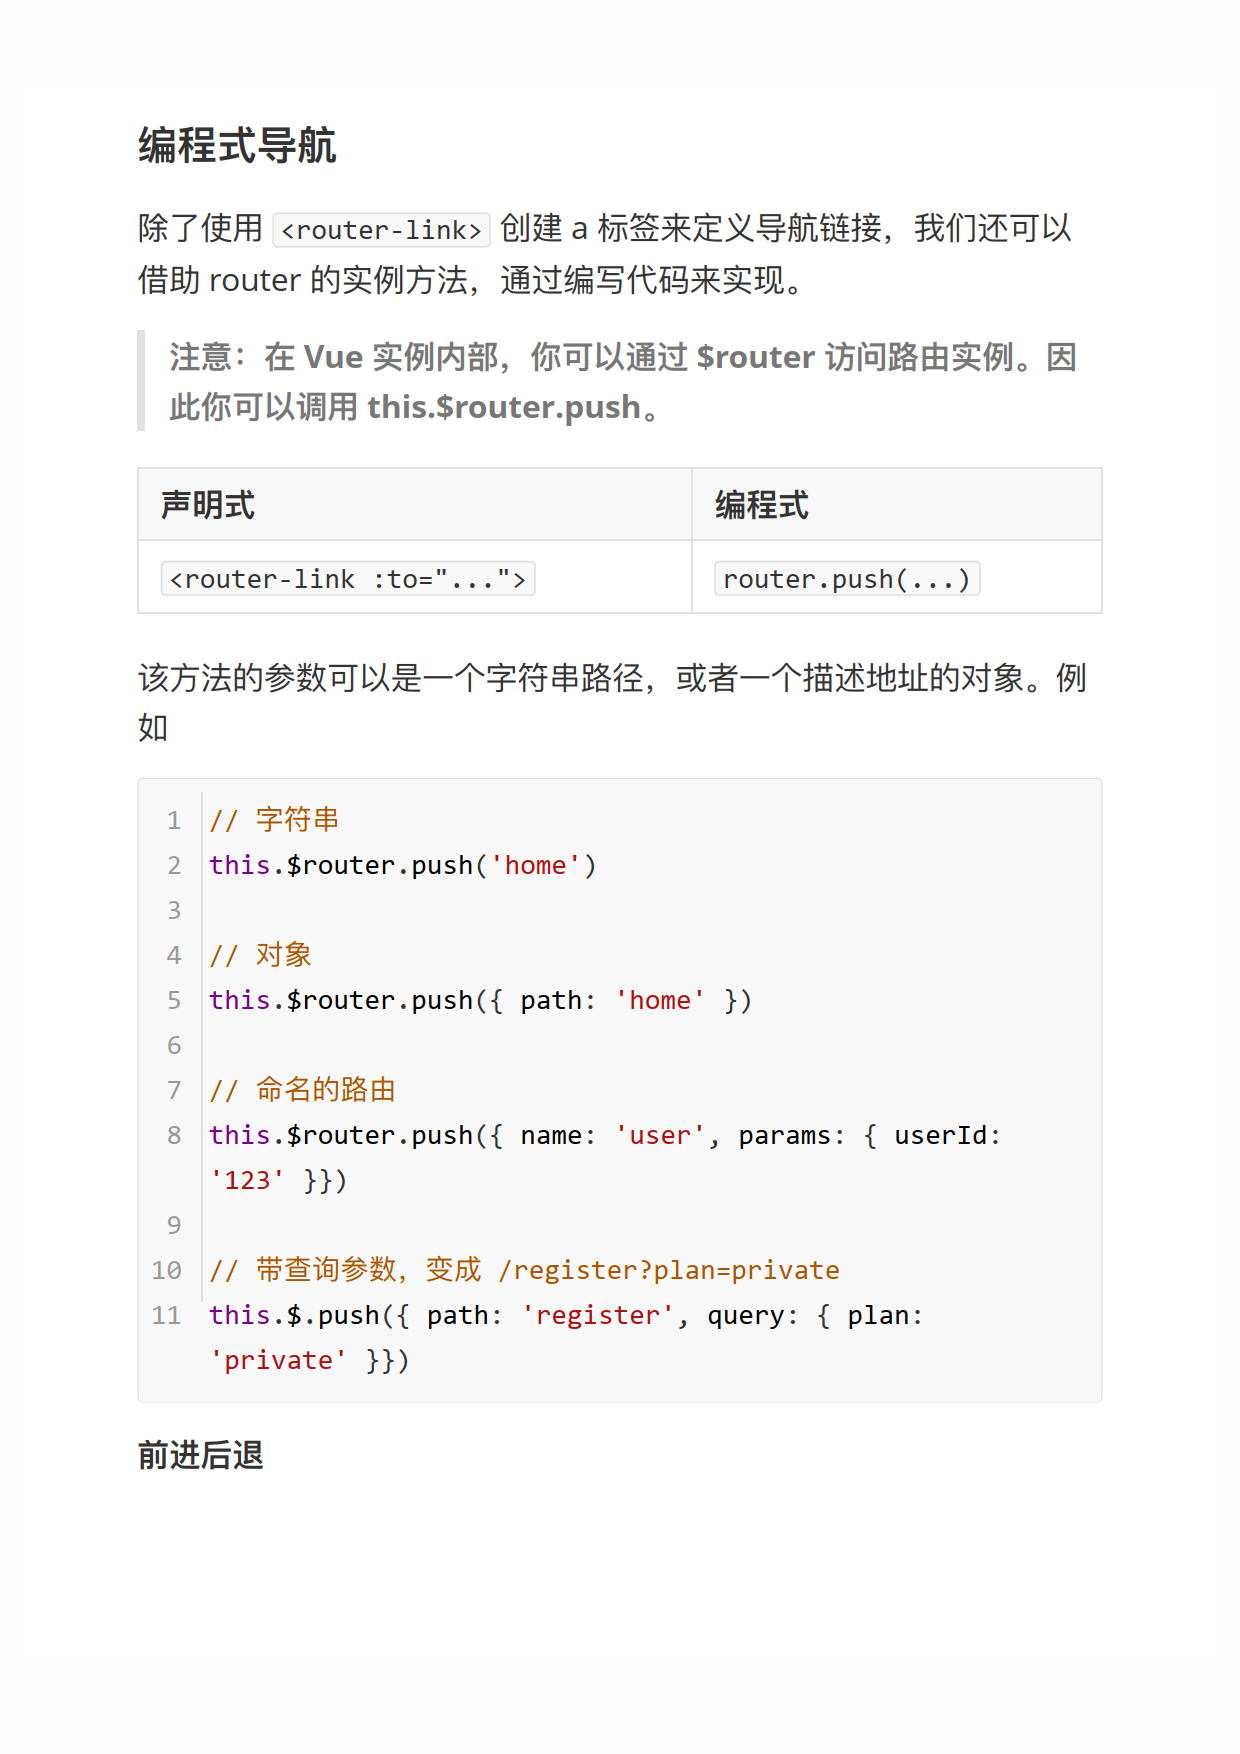 编程式导航
除了使用 <router-link> 创建 a 标签来定义导航链接，我们还可以
借助 router 的实例方法，通过编写代码来实现。
注意：在 Vue 实例内部，你可以通过 $router 访问路由实例。因
此你可以调用 this.$router.push。
声明式 编程式
<router-link :to="..."> router.push(...)
该方法的参数可以是一个字符串路径，或者一个描述地址的对象。例
如
1 // 字符串
2 this.$router.push('home')
3
4 // 对象
5 this.$router.push({ path: 'home' })
6
7 // 命名的路由
8 this.$router.push({ name: 'user', params: { userId:
'123' }})
9
10 // 带查询参数，变成 /register?plan=private
11 this.$.push({ path: 'register', query: { plan:
'private' }})
前进后退